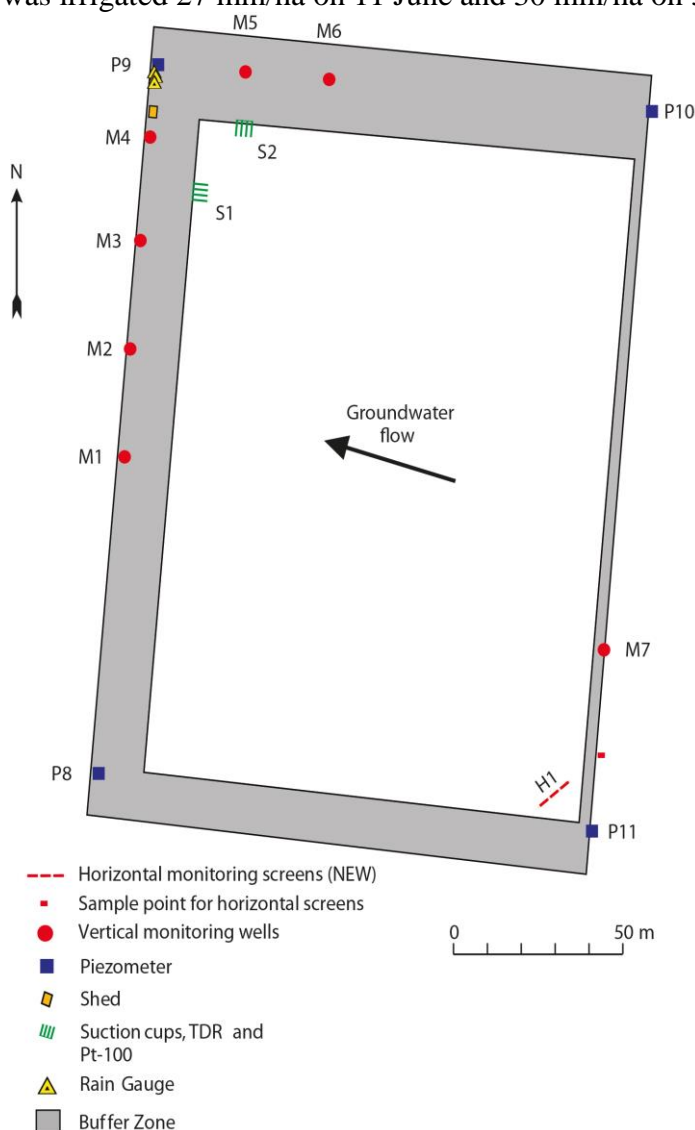 was irrigated 27 mm/ha on 11 June and 30 mm/ha on
M5
M6
P9
P10
M4
S2
N
S1
M3
M2
Groundwater
flow
M1
M7
P8
H1
P11
Horizontal monitoring screens (NEW)
Sample point for horizontal screens
0
50 m
Vertical monitoring wells
Piezometer
Shed
Suction cups, TDR and
Pt-100
Rain Gauge
Buffer Zone